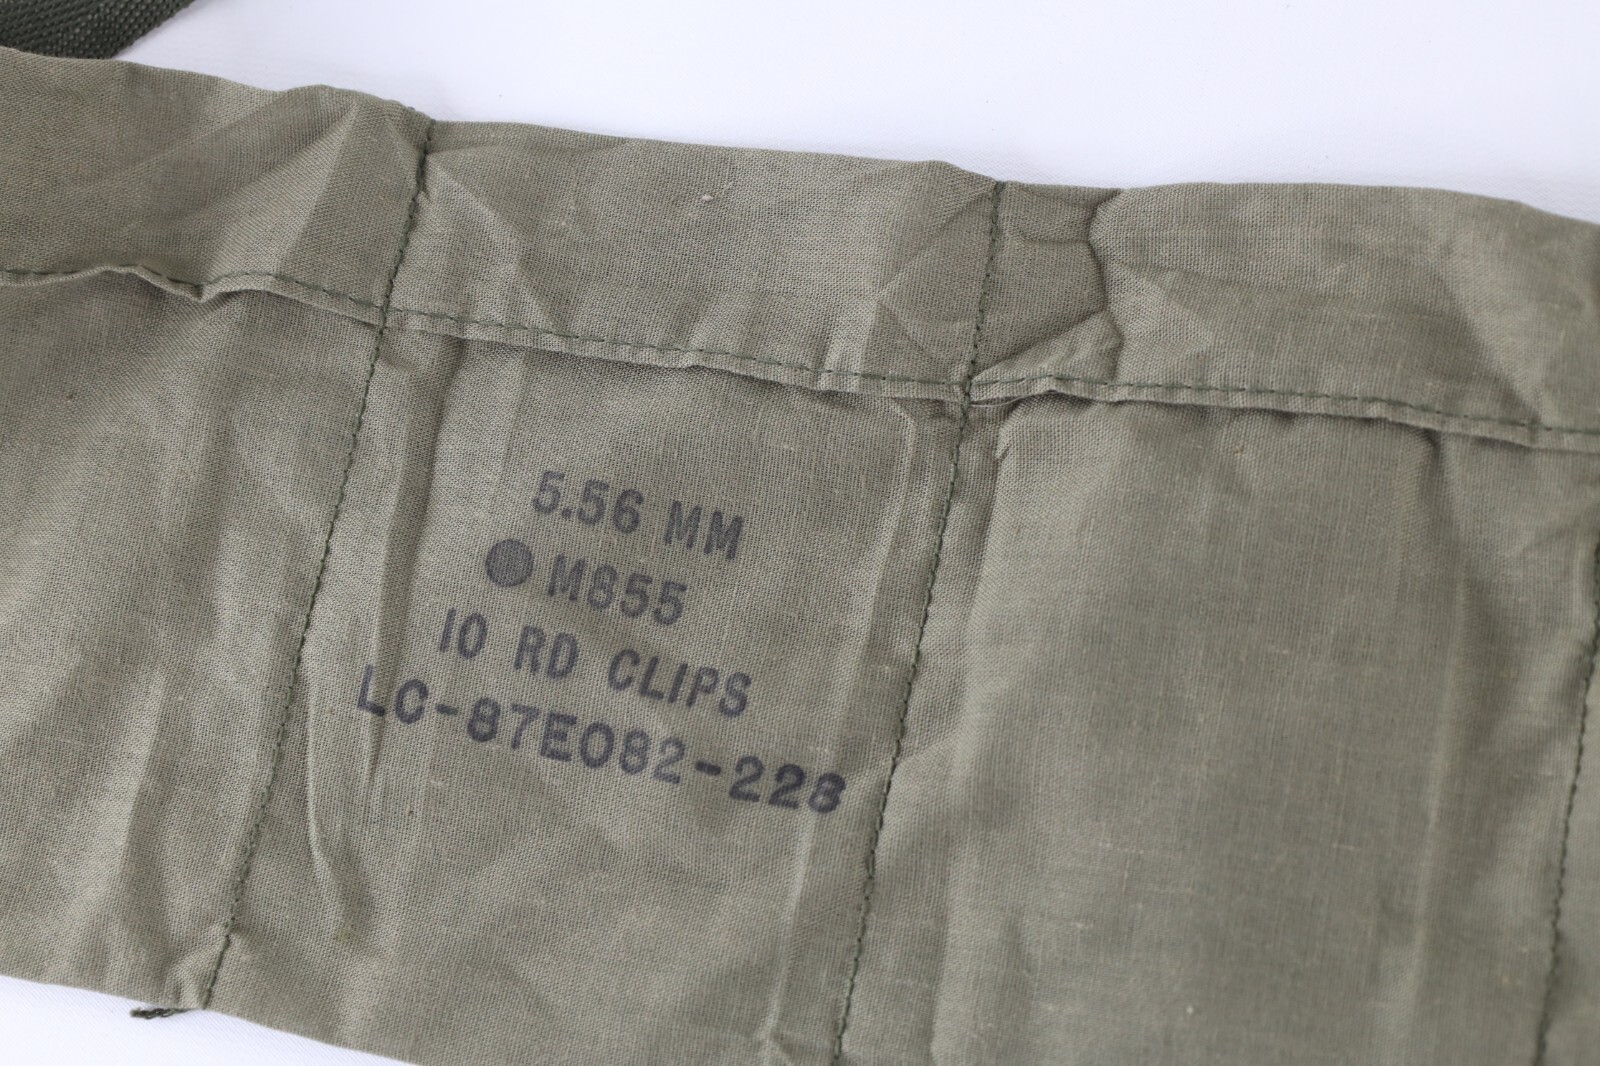 5.56 MM
● M855
10 RD CLIPS
LC-87E082-228